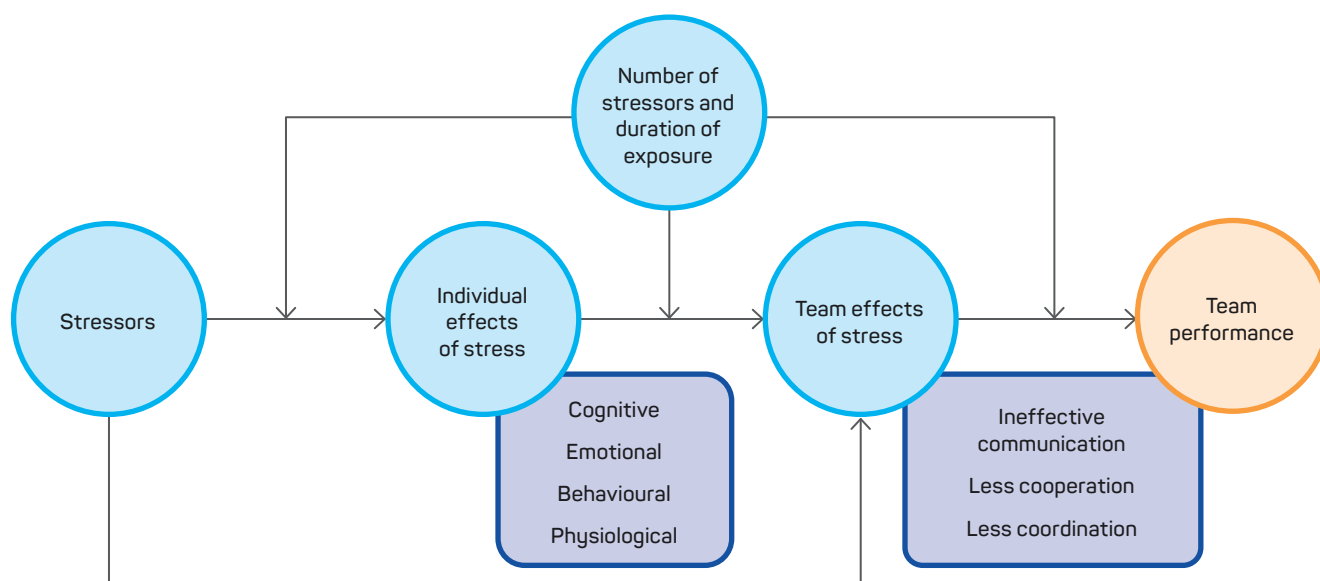 Number of
stressors and
duration of
exposure
Stressors
Individual
effects
of stress
Team effects
of stress
Team
performance
Cognitive
Emotional
Behavioural
Physiological
Ineffective
communication
Less cooperation
Less coordination